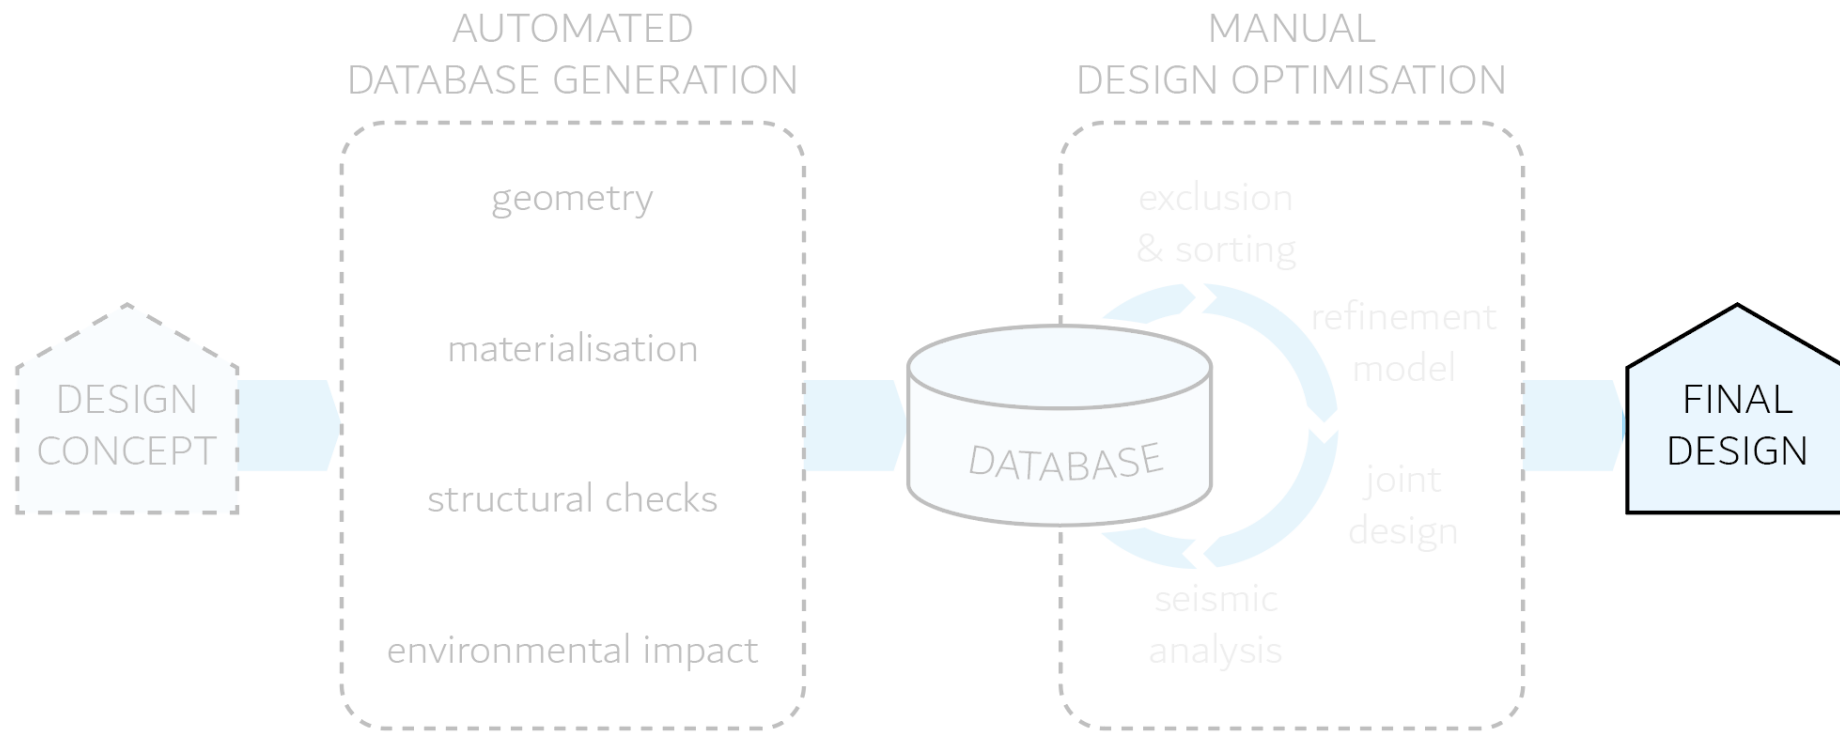 AUTOMATED
DATABASE GENERATION
MANUAL
DESIGN OPTIMISATION
DESIGN
CONCEPT
geometry
materialisation
structural checks
environmental impact
DATABASE
exclusion
& sorting
refinement
model
joint
design
seismic
analysis
FINAL
DESIGN